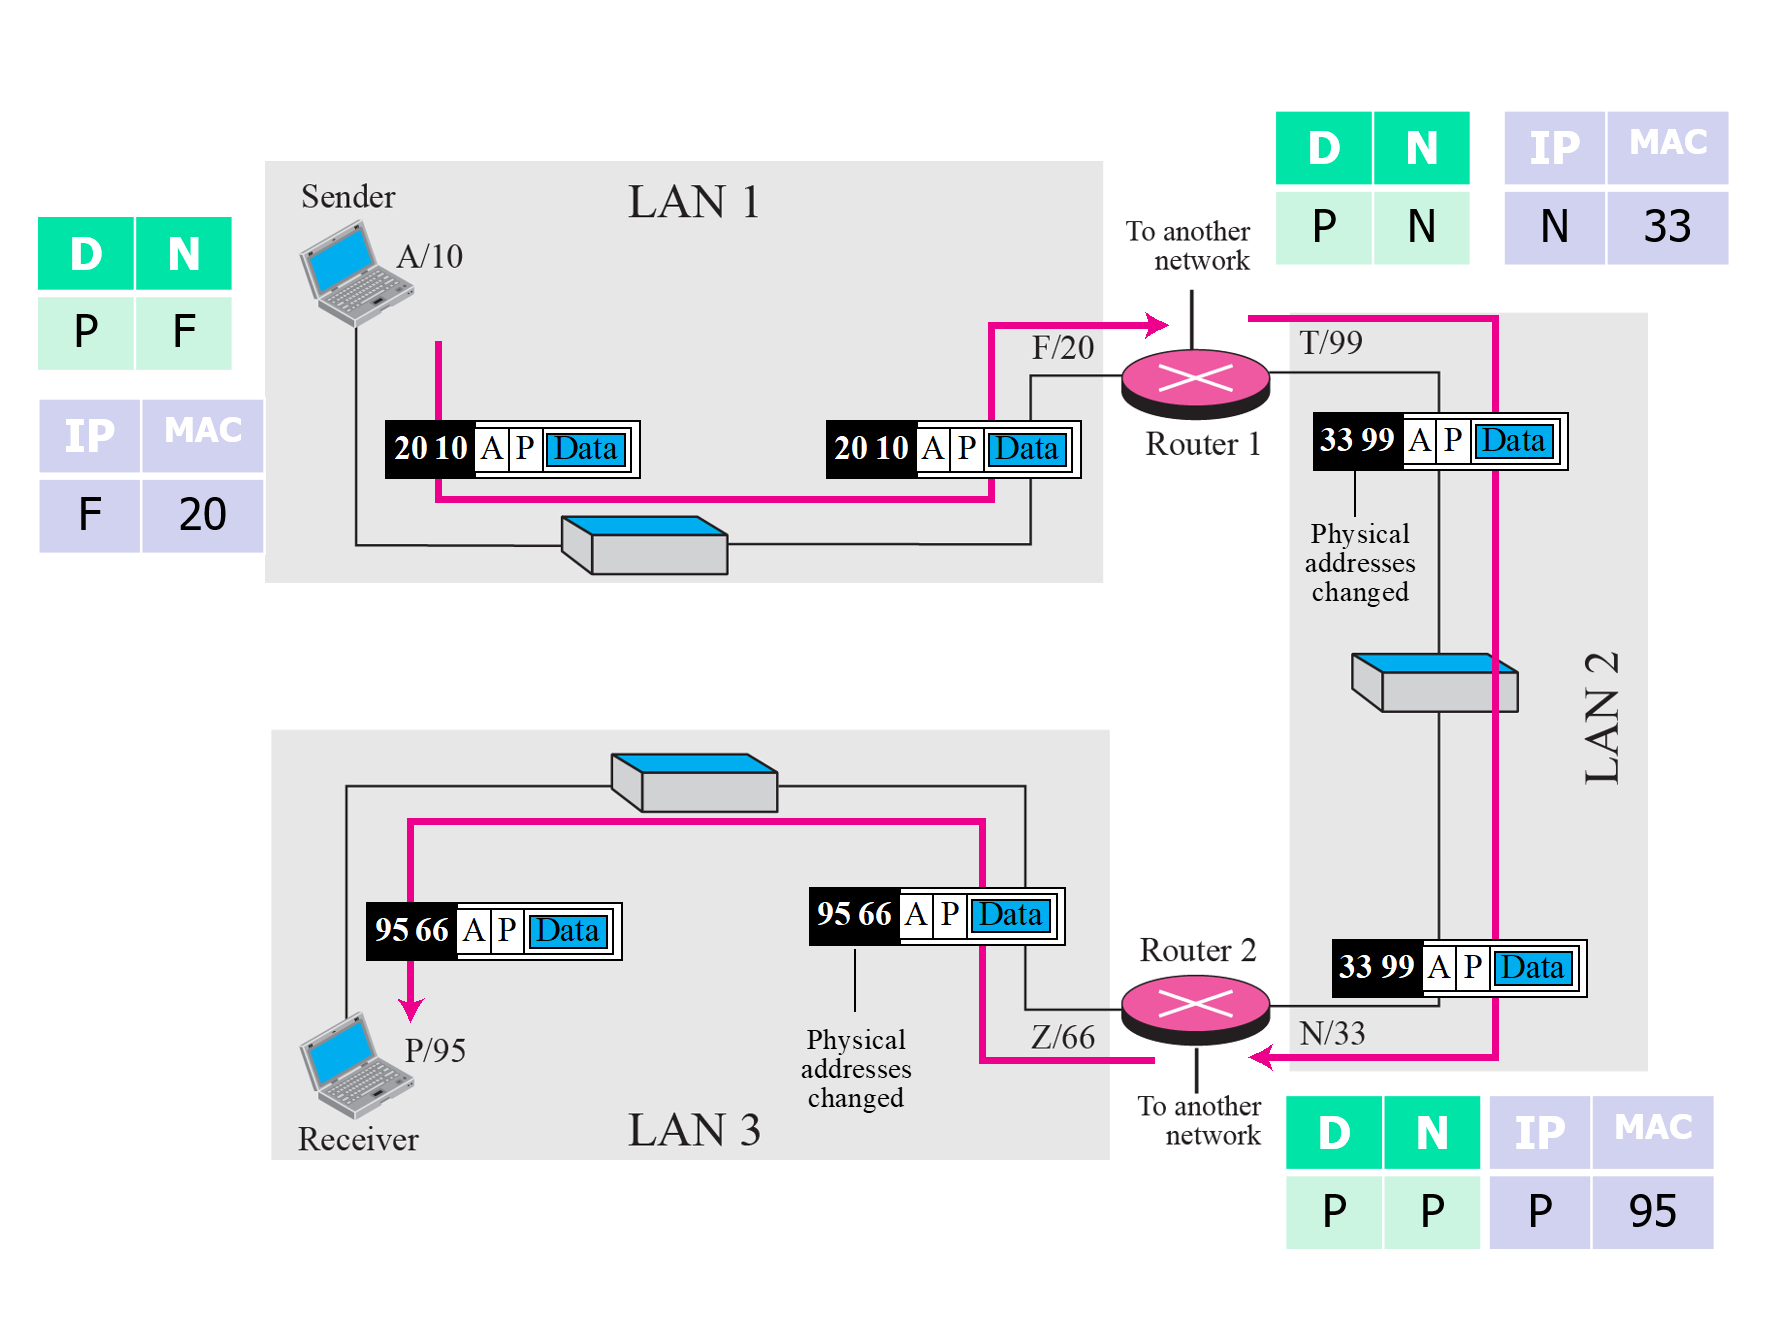 D N
P F
IP MAC
F 20
Sender
A/10
LAN 1
20 10 A P Data
20 10 A P Data
F/20
To another
network
Router 1
D N
P N
IP MAC
N 33
T/99
33 99 A P Data
Physical
addresses
changed
LAN 2
33 99 A P Data
N/33
Router 2
To another
network
D N
P P
IP MAC
P 95
Z/66
95 66 A P Data
Physical
addresses
changed
95 66 A P Data
P/95
Receiver
LAN 3